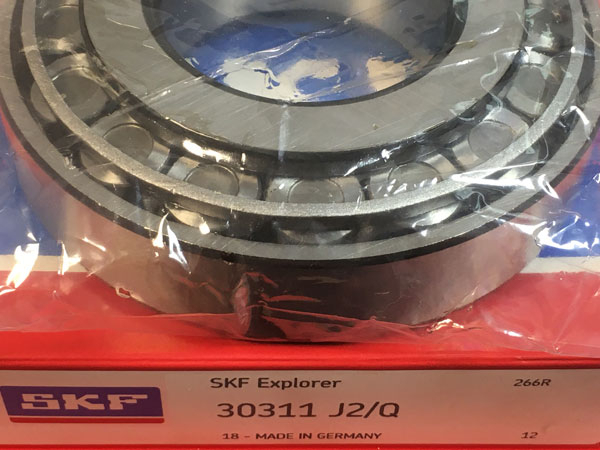 SKF
SKF Explorer 266R
30311 J2/Q
18 - MADE IN GERMANY 12